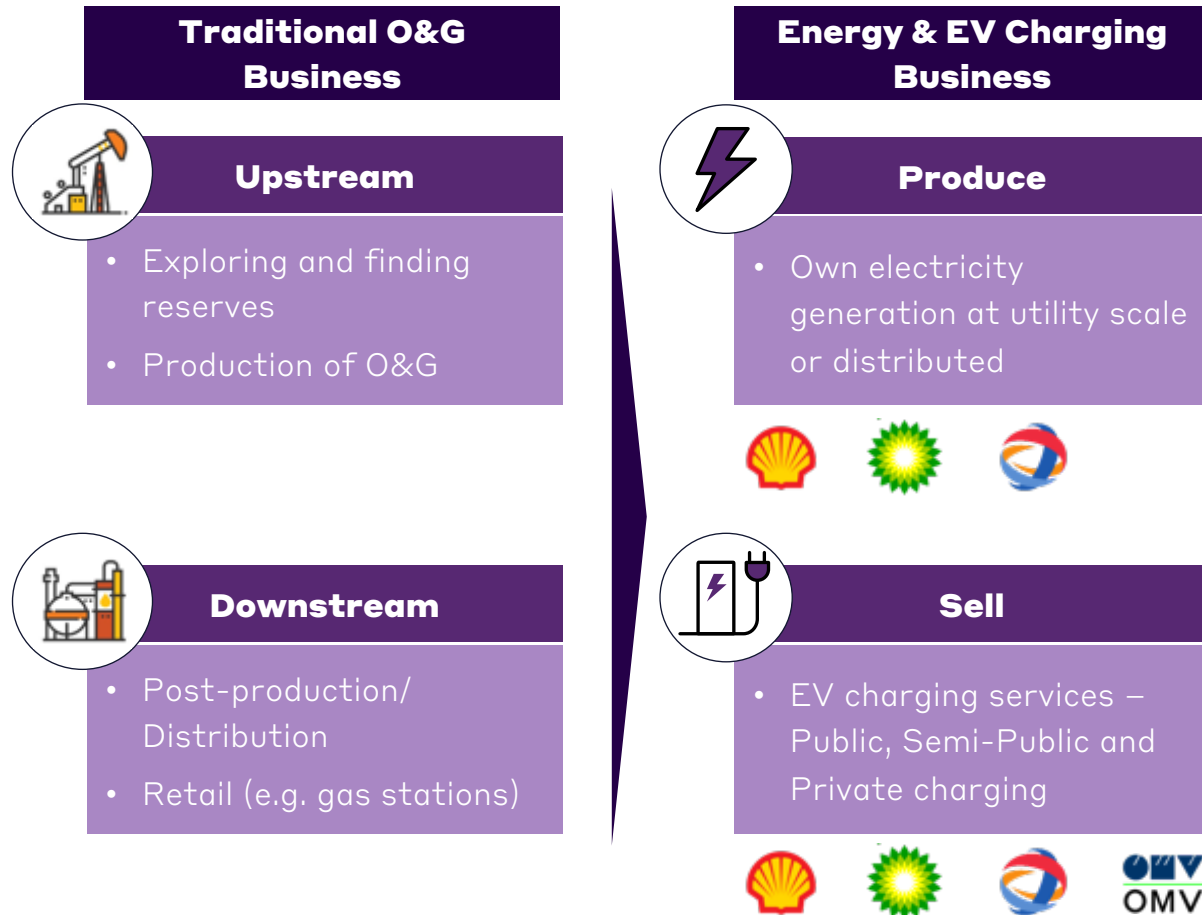 Traditional O&G
Business
Upstream
• Exploring and finding
reserves
• Production of O&G
Downstream
• Post-production/
Distribution
• Retail (e.g. gas stations)
Energy & EV Charging
Business
Produce
• Own electricity
generation at utility scale
or distributed
Sell
• EV charging services –
Public, Semi-Public and
Private charging
OMV
OMV